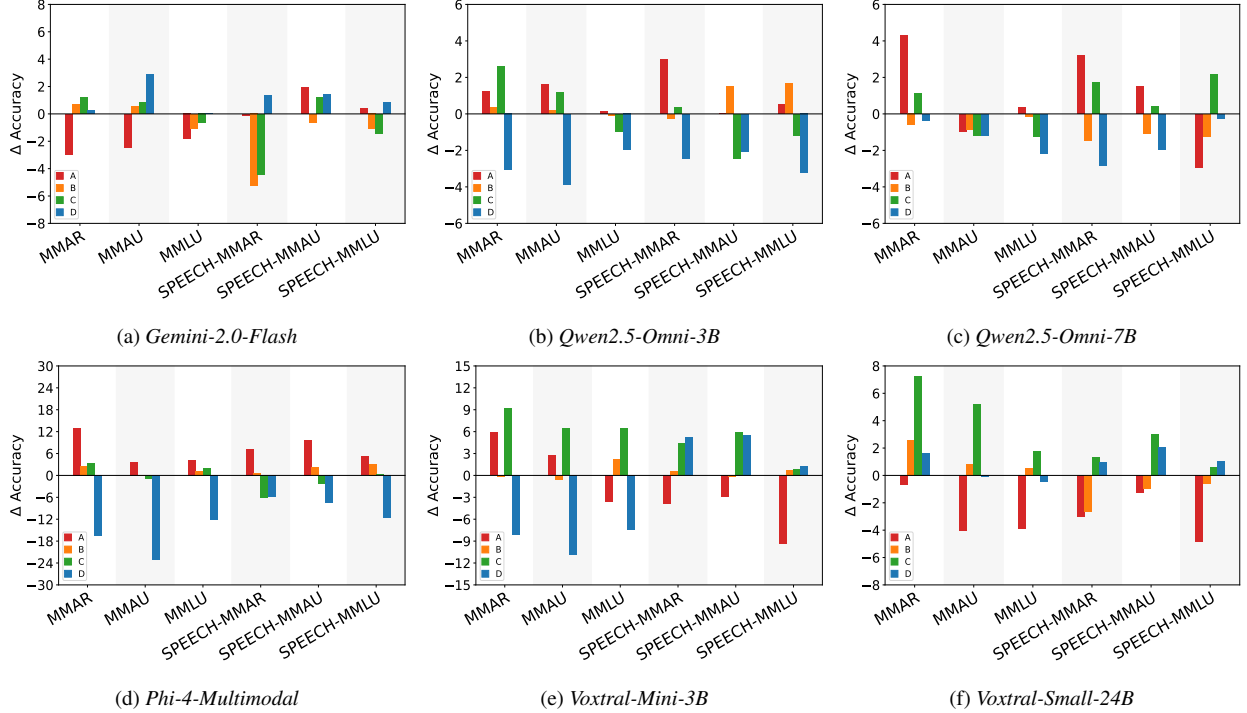 8
6
4
2
0
−2
−4
−6
−8
Δ Accuracy
A
B
C
D
MMAR
MMAU
MMLU
SPEECH-MMAR
SPEECH-MMAU
SPEECH-MMLU
(a) Gemini-2.0-Flash
6
4
2
0
−2
−4
−6
Δ Accuracy
A
B
C
D
MMAR
MMAU
MMLU
SPEECH-MMAR
SPEECH-MMAU
SPEECH-MMLU
(b) Qwen2.5-Omni-3B
6
4
2
0
−2
−4
−6
Δ Accuracy
A
B
C
D
MMAR
MMAU
MMLU
SPEECH-MMAR
SPEECH-MMAU
SPEECH-MMLU
(c) Qwen2.5-Omni-7B
30
24
18
12
6
0
−6
−12
−18
−24
−30
Δ Accuracy
A
B
C
D
MMAR
MMAU
MMLU
SPEECH-MMAR
SPEECH-MMAU
SPEECH-MMLU
(d) Phi-4-Multimodal
15
12
9
6
3
0
−3
−6
−9
−12
−15
Δ Accuracy
A
B
C
D
MMAR
MMAU
MMLU
SPEECH-MMAR
SPEECH-MMAU
SPEECH-MMLU
(e) Voxtral-Mini-3B
8
6
4
2
0
−2
−4
−6
−8
Δ Accuracy
A
B
C
D
MMAR
MMAU
MMLU
SPEECH-MMAR
SPEECH-MMAU
SPEECH-MMLU
(f) Voxtral-Small-24B